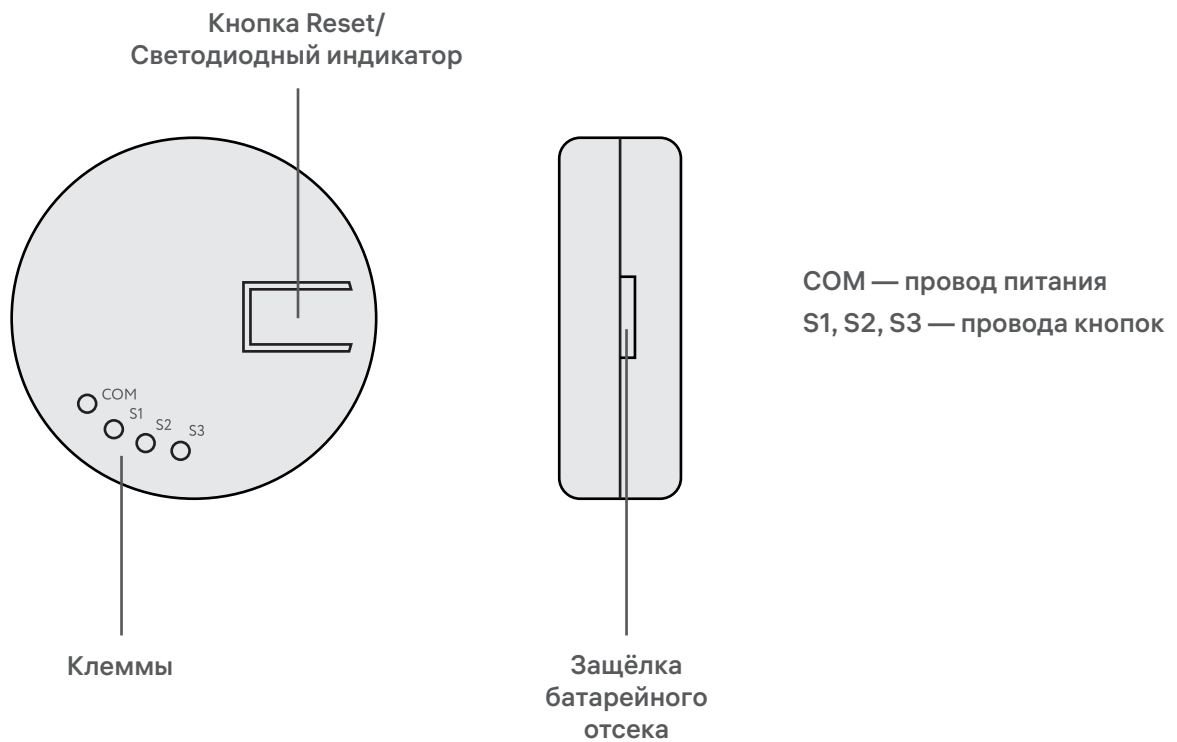 Кнопка Reset/
Светодиодный индикатор
COM — провод питания
S1, S2, S3 — провода кнопок
COM
S1
S2
S3
Клеммы
Защёлка
батарейного
отсека